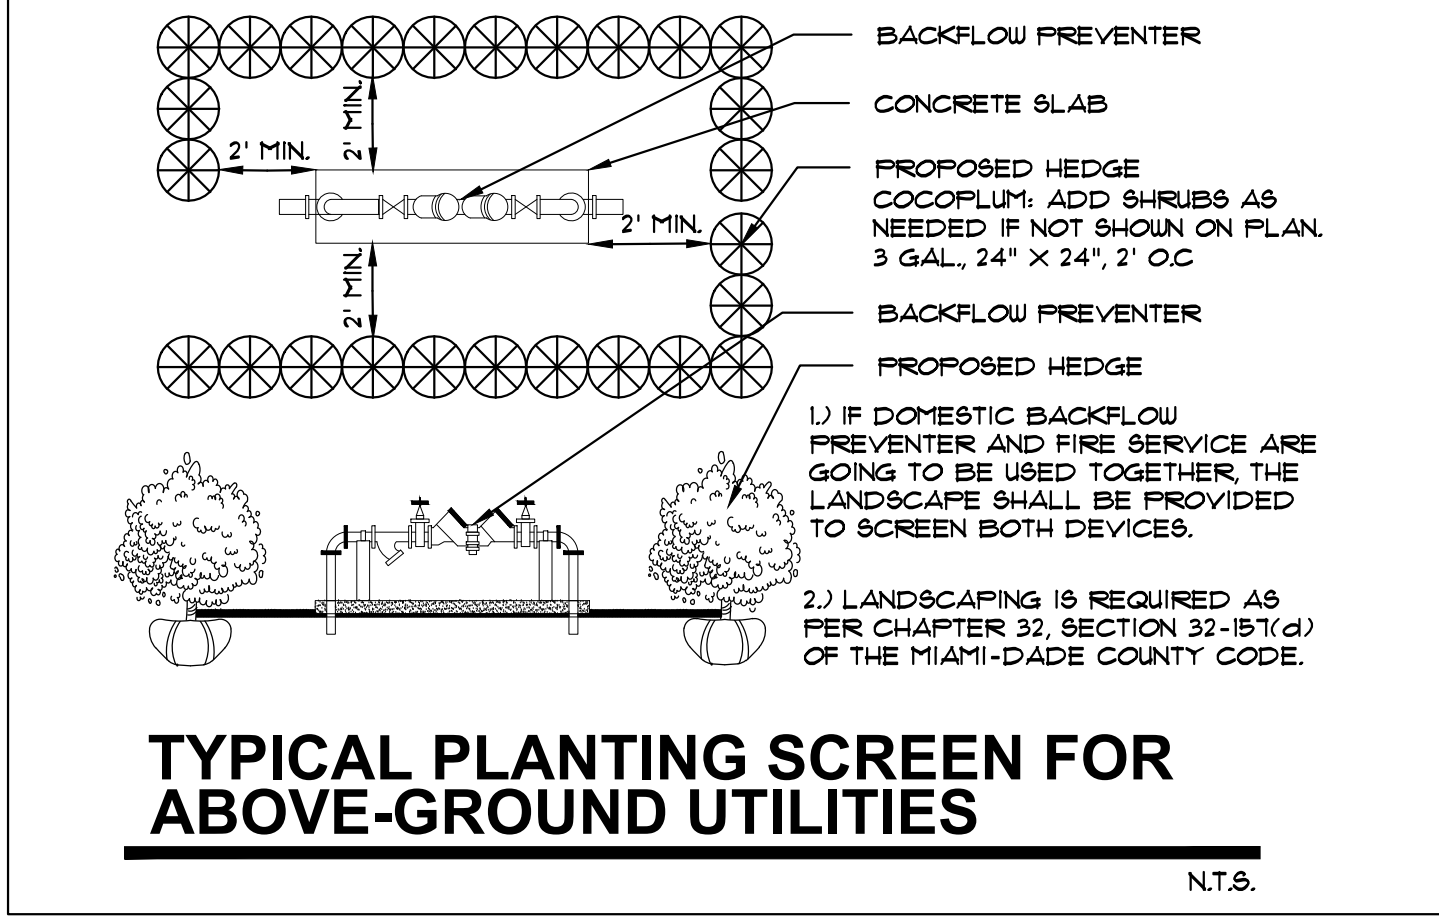 BACKFLOW PREVENTER
CONCRETE SLAB
PROPOSED HEDGE
COCOPLUM: ADD SHRUBS AS
NEEDED IF NOT SHOWN ON PLAN.
3 GAL., 24" X 24", 2' O.C
BACKFLOW PREVENTER
PROPOSED HEDGE
2' MIN.
2' MIN.
2' MIN.
2' MIN.
1.) IF DOMESTIC BACKFLOW
PREVENTER AND FIRE SERVICE ARE
GOING TO BE USED TOGETHER, THE
LANDSCAPE SHALL BE PROVIDED
TO SCREEN BOTH DEVICES.
2.) LANDSCAPING IS REQUIRED AS
PER CHAPTER 32, SECTION 32-157(d)
OF THE MIAMI-DADE COUNTY CODE.
TYPICAL PLANTING SCREEN FOR
ABOVE-GROUND UTILITIES
N.T.S.